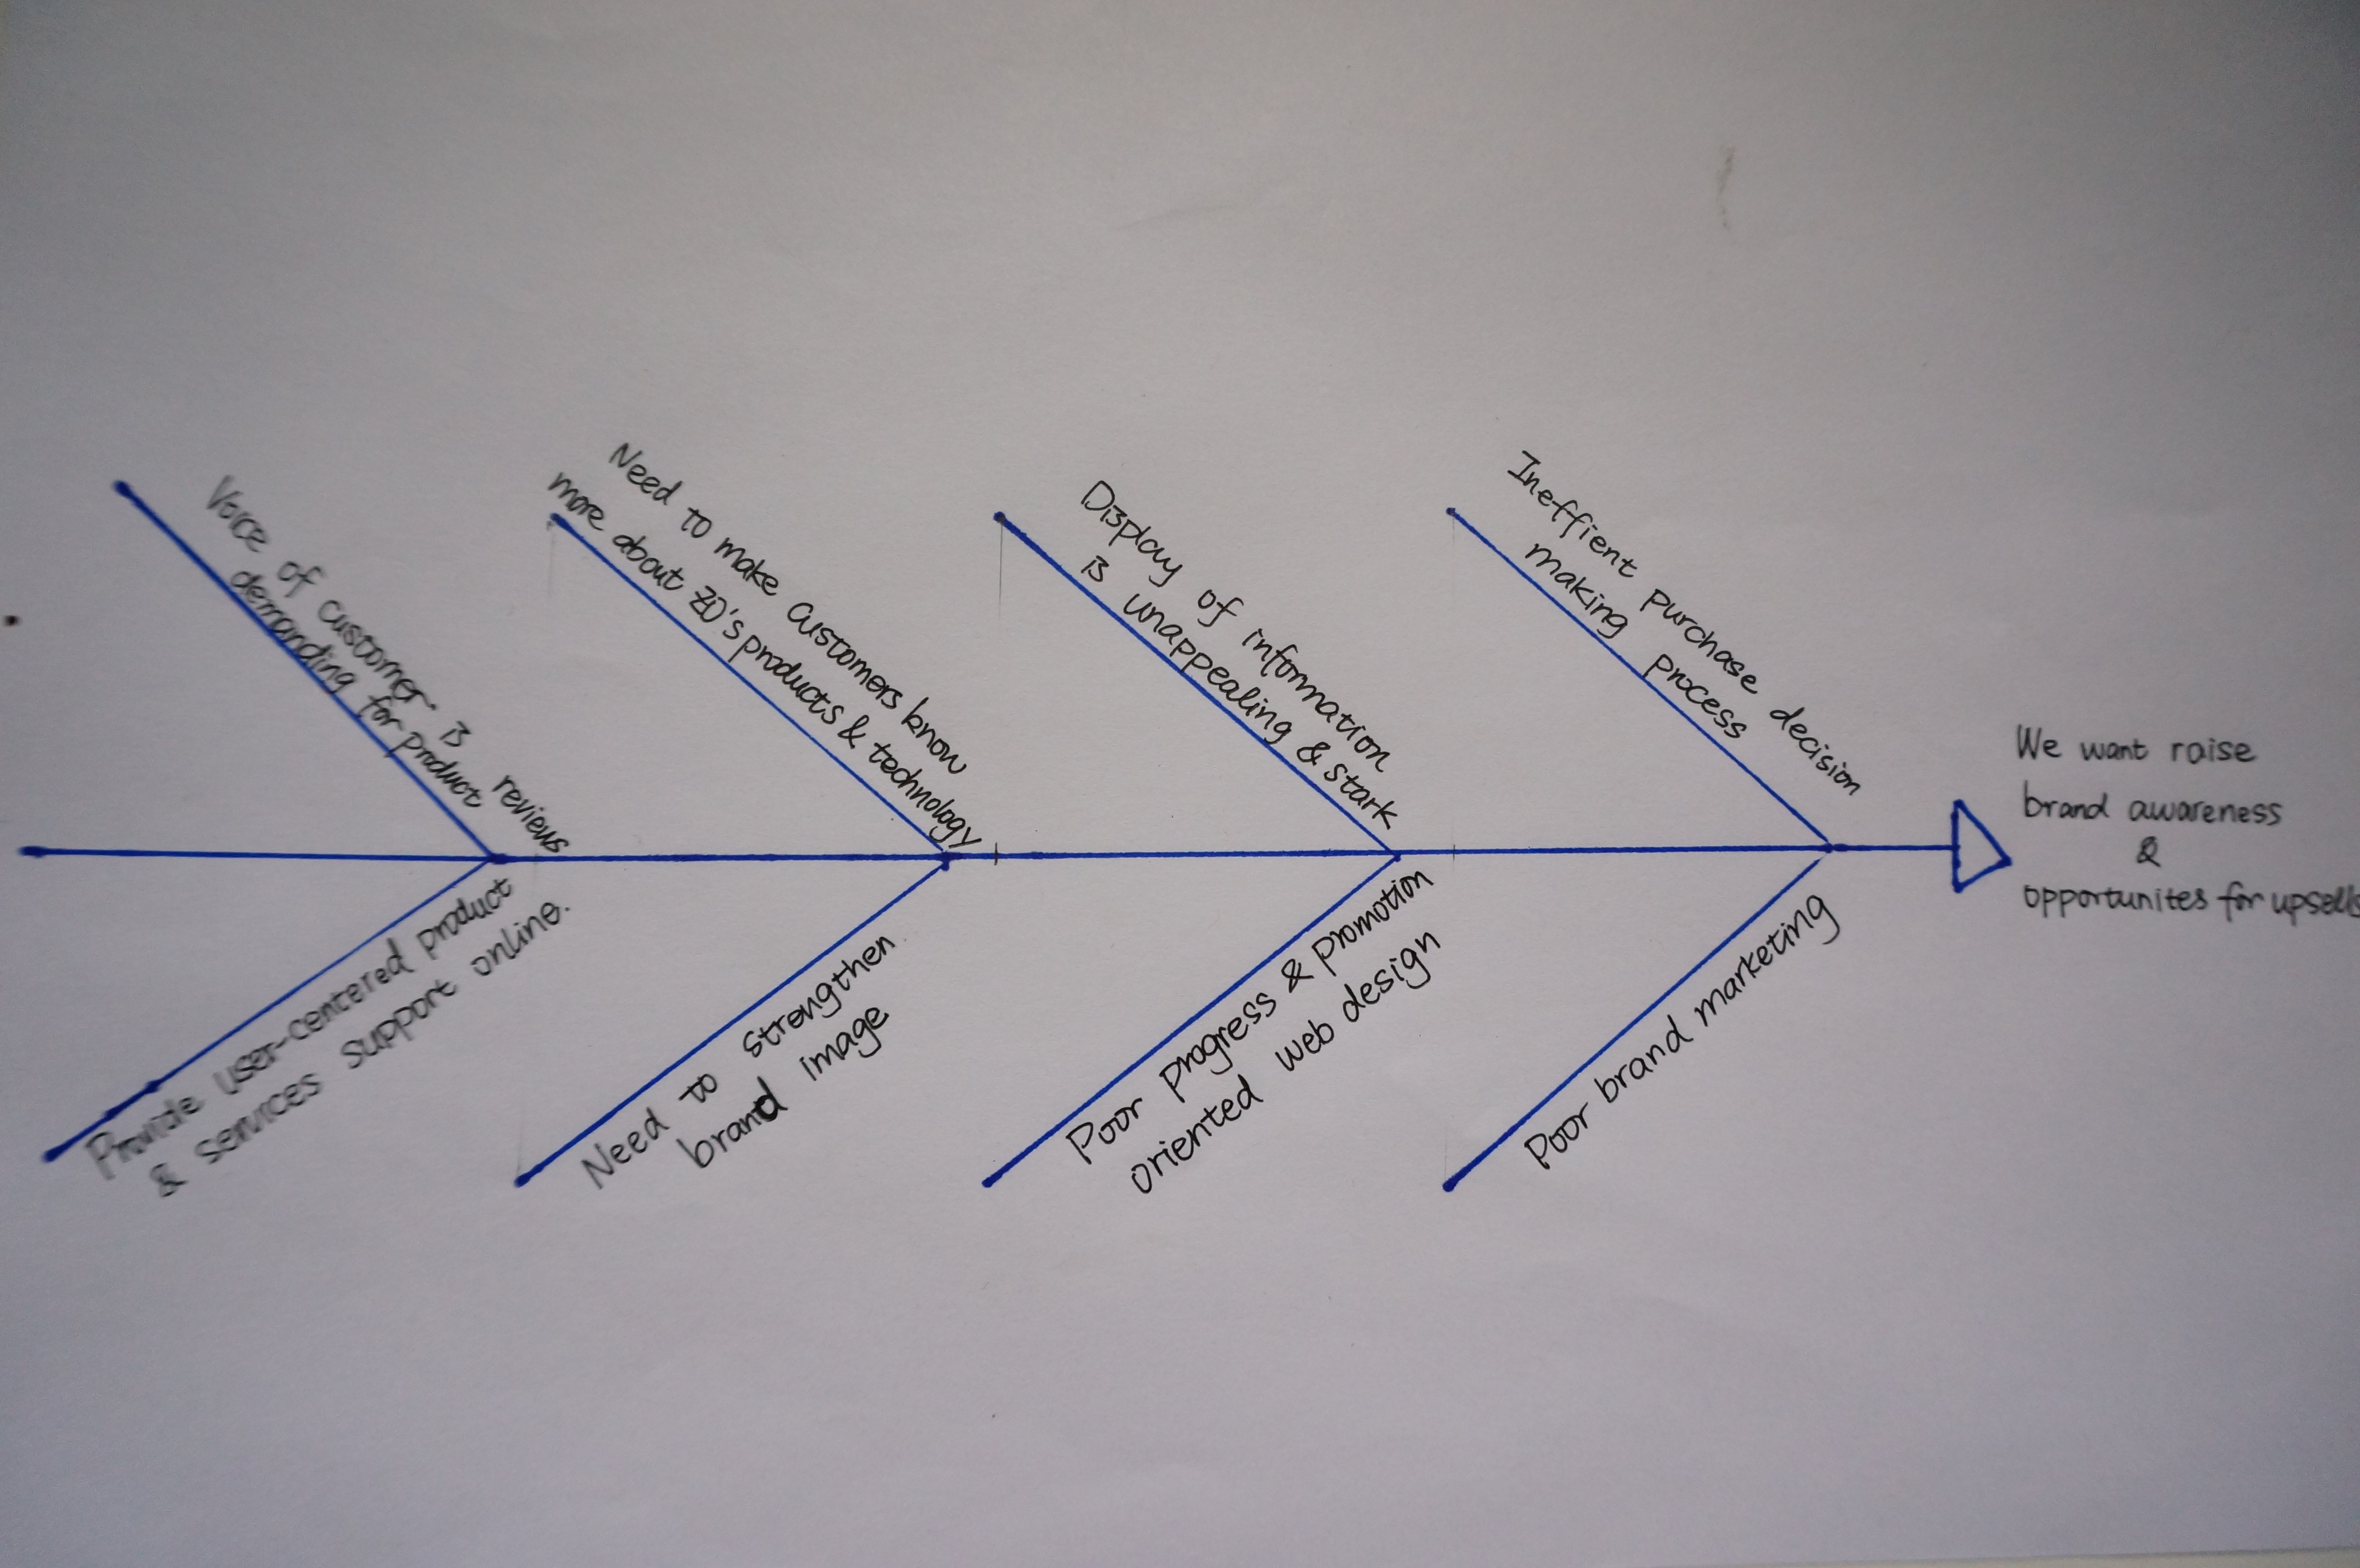 Voice of customer is
demanding for product reviews
Need to make customers know
more about ZO's products & technology
Display of information
is unappealing & stark
Ineffient purchase decision
making process
We want raise
brand awareness
&
opportunites for upsells
Provide user-centered product
& services support online.
Need to strengthen
brand image
Poor progress & promotion
oriented web design
Poor brand marketing